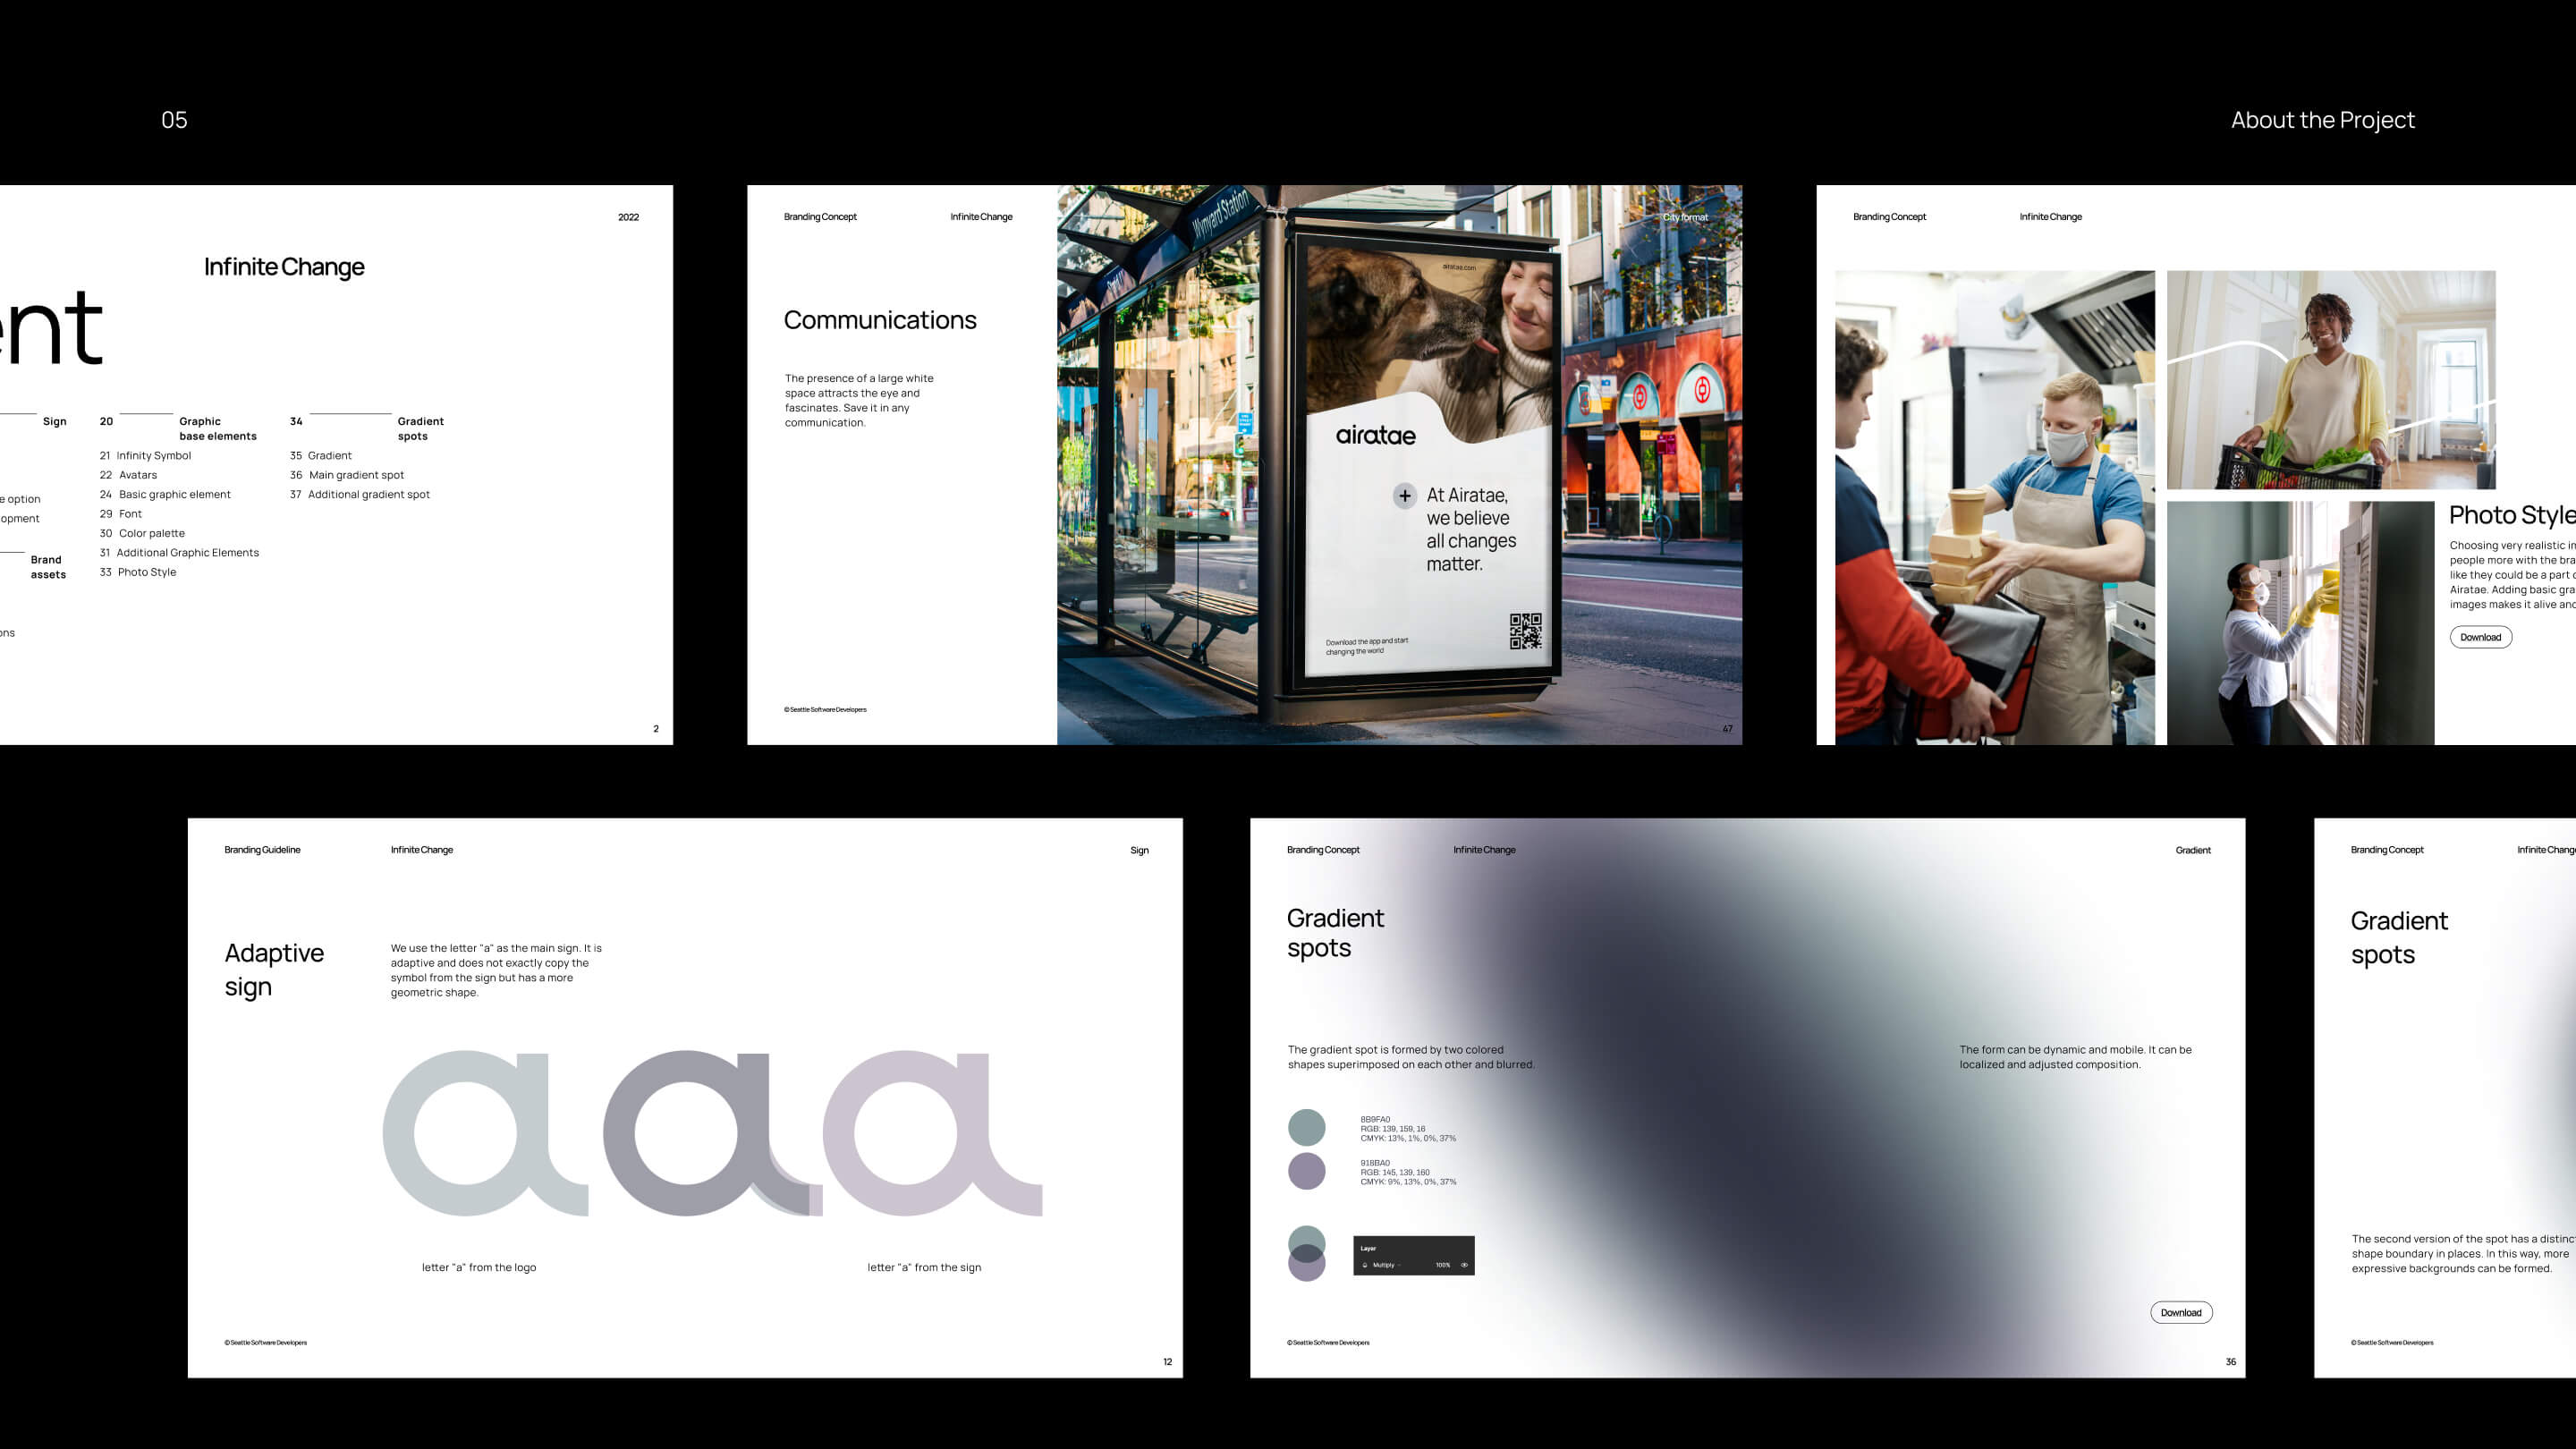 05
About the Project
2022
Infinite Change
ent
Sign
20
Graphic
base elements
34
Gradient
spots
21 Infinity Symbol
22 Avatars
24 Basic graphic element
29 Font
30 Color palette
31 Additional Graphic Elements
33 Photo Style
35 Gradient
36 Main gradient spot
37 Additional gradient spot
e option
opment
Brand
assets
ons
2
Branding Concept
Infinite Change
City format
Communications
The presence of a large white
space attracts the eye and
fascinates. Save it in any
communication.
© Seattle Software Developers
47
Wynyard Station
airatae.com
airatae
+
At Airatae,
we believe
all changes
matter.
Download the app and start
changing the world
Branding Concept
Infinite Change
Photo Style
Choosing very realistic in
people more with the bra
like they could be a part o
Airatae. Adding basic gra
images makes it alive and
Download
Branding Guideline
Infinite Change
Sign
Adaptive
sign
We use the letter "a" as the main sign. It is
adaptive and does not exactly copy the
symbol from the sign but has a more
geometric shape.
a a a
letter "a" from the logo
letter "a" from the sign
© Seattle Software Developers
12
Branding Concept
Infinite Change
Gradient
Gradient
spots
The gradient spot is formed by two colored
shapes superimposed on each other and blurred.
The form can be dynamic and mobile. It can be
localized and adjusted composition.
8B9FA0
RGB: 139, 159, 16
CMYK: 13%, 1%, 0%, 37%
918BA0
RGB: 145, 139, 160
CMYK: 9%, 13%, 0%, 37%
Layer
Multiply
100%
Download
© Seattle Software Developers
36
Branding Concept
Infinite Change
Gradient
spots
The second version of the spot has a distinc
shape boundary in places. In this way, more
expressive backgrounds can be formed.
© Seattle Software Developers